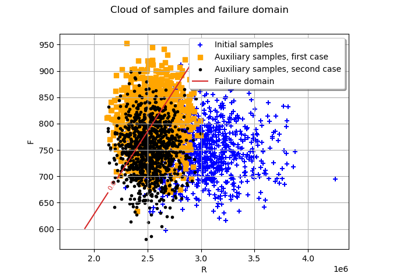 Cloud of samples and failure domain
Initial samples
Auxiliary samples, first case
Auxiliary samples, second case
Failure domain
950
900
850
800
750
700
650
600
F
2.0
2.5
3.0
3.5
4.0
1e6
R